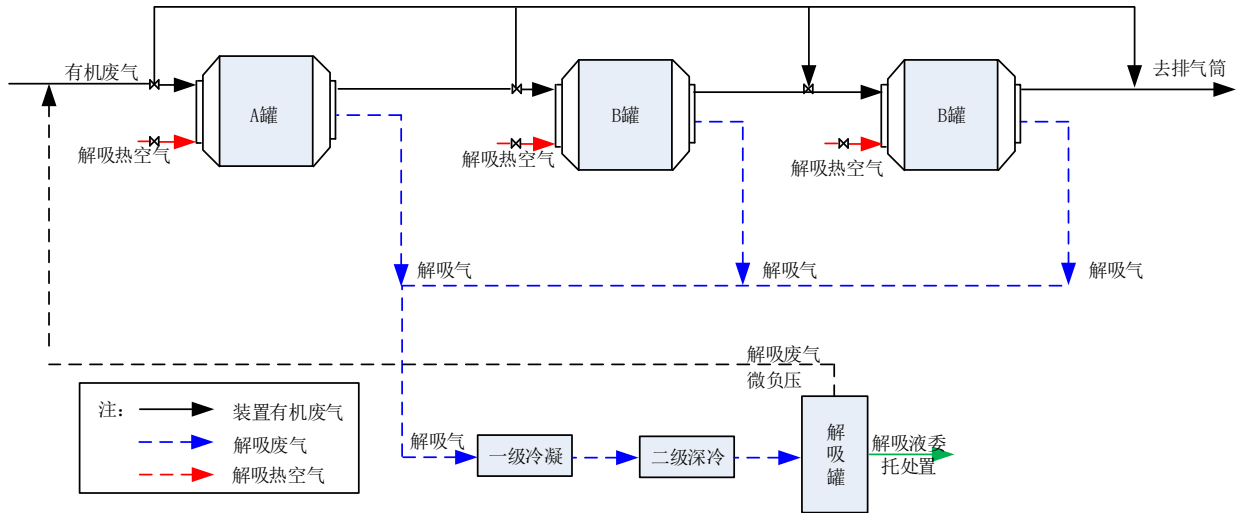 有机废气
A罐
B罐
B罐
去排气筒
解吸热空气
解吸热空气
解吸热空气
解吸气
解吸气
解吸气
解吸废气
微负压
注：
装置有机废气
解吸废气
解吸热空气
解吸气
一级冷凝
二级深冷
解
吸
罐
解吸液委
托处置